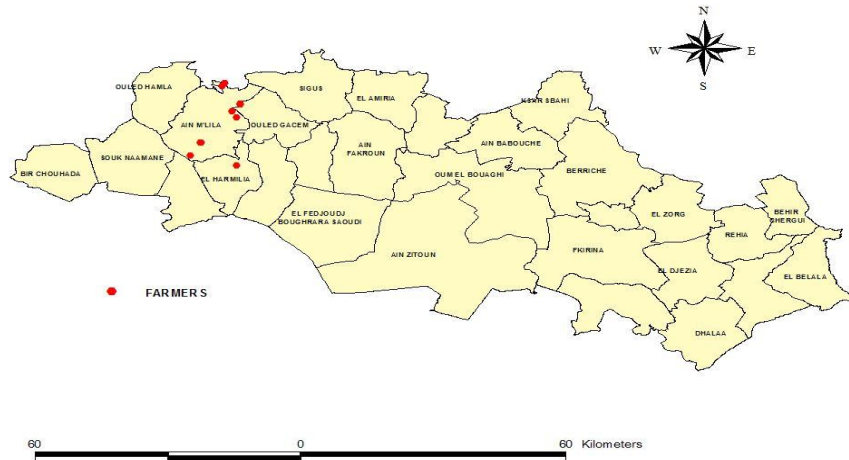 N
W E
S
OULED HAMLA
SIGUS
EL AMIRIA
KSAR SBAHI
AIN M'LILA
OULED GACEM
AIN BABOUCHE
AIN
FAKROUN
SOUK NAAMANE
BIR CHOUHADA
EL HARMILIA
OUM EL BOUAGHI
BERRICHE
EL FEDJOUDJ
BOUGHRARA SAOUDI
EL ZORG
BEHIR
CHERGUI
REHIA
AIN ZITOUN
FKIRINA
EL DJEZIA
EL BELALA
FARMERS
DHALAA
60 0 60 Kilometers